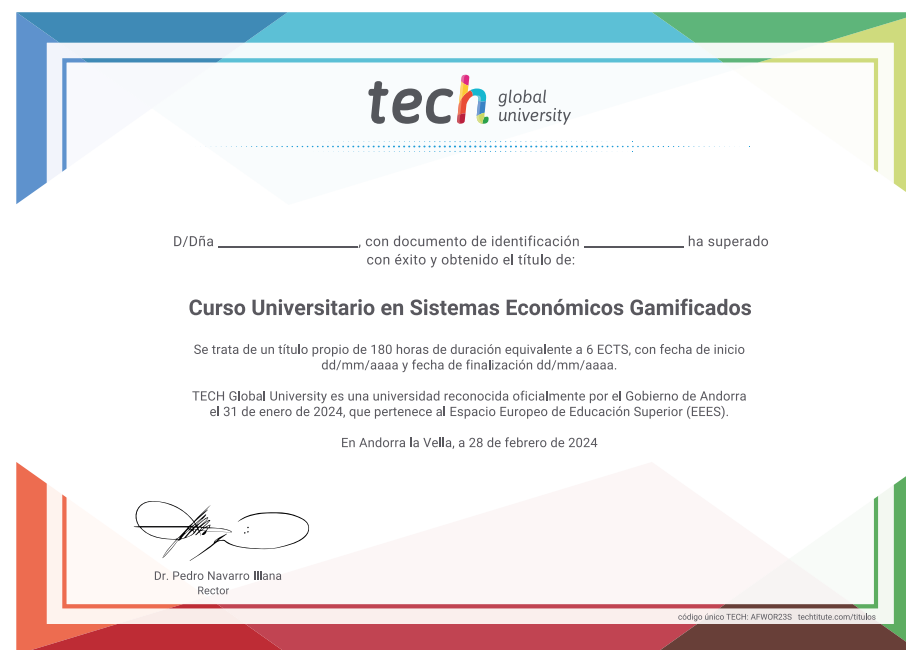 tech global university
D/Dña ____________________, con documento de identificación ______________ ha superado
con éxito y obtenido el título de:
Curso Universitario en Sistemas Económicos Gamificados
Se trata de un título propio de 180 horas de duración equivalente a 6 ECTS, con fecha de inicio
dd/mm/aaaa y fecha de finalización dd/mm/aaaa.
TECH Global University es una universidad reconocida oficialmente por el Gobierno de Andorra
el 31 de enero de 2024, que pertenece al Espacio Europeo de Educación Superior (EEES).
En Andorra la Vella, a 28 de febrero de 2024
Dr. Pedro Navarro Illana
Rector
código único TECH: AFWOR23S techtitute.com/titulos